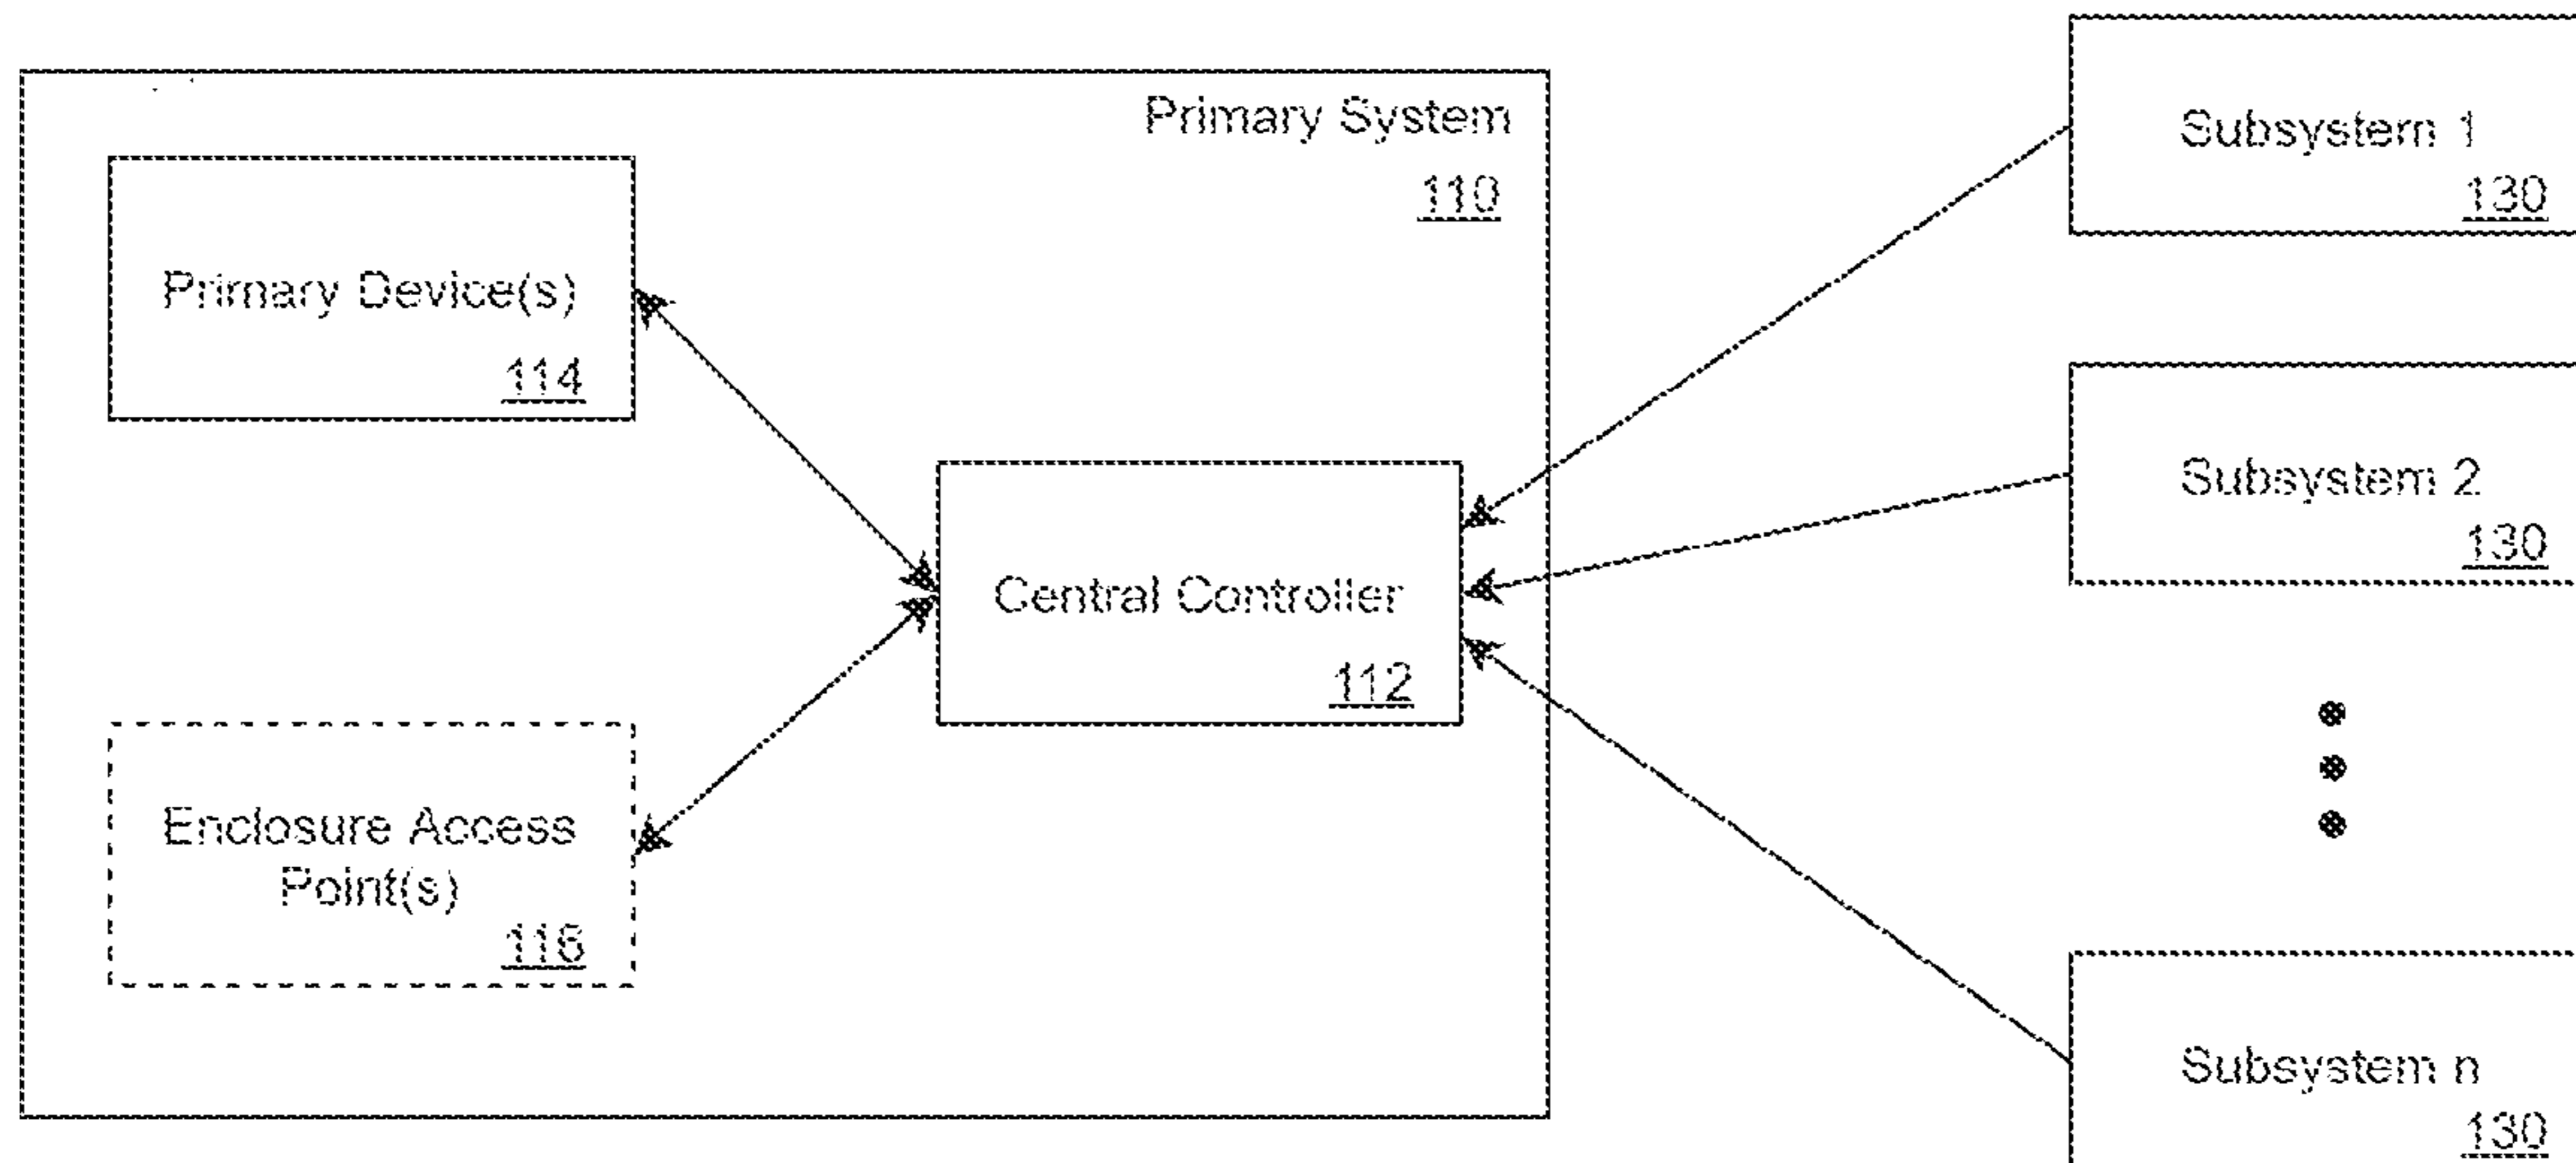 Primary System
110
Primary Device(s)
114
Central Controller
112
Enclosure Access
Point(s)
116
Subsystem 1
130
Subsystem 2
130
Subsystem n
130